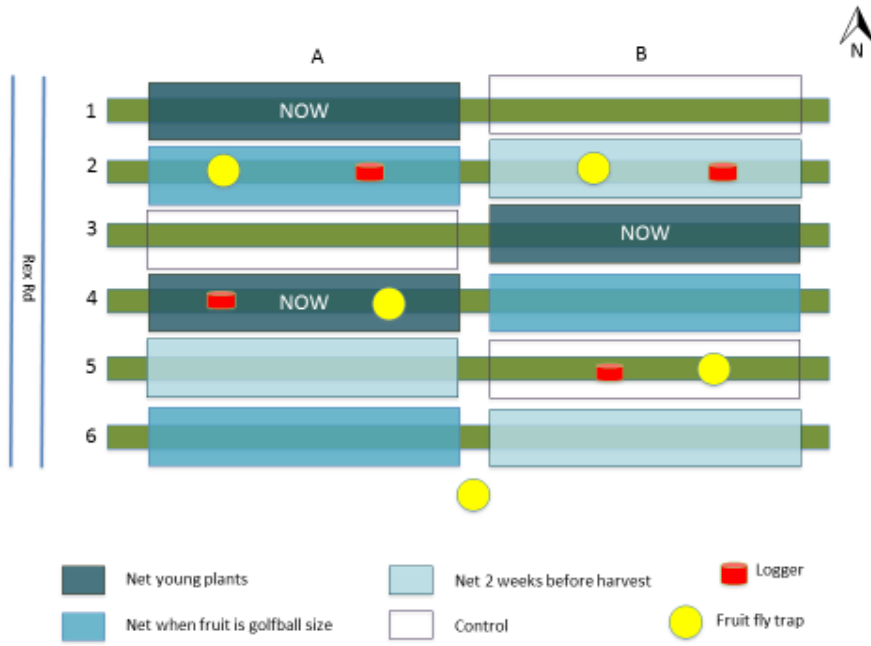 A B
N
1 NOW
2
3 NOW
Rex Rd
4 NOW
5
6
Net young plants Net 2 weeks before harvest Logger
Net when fruit is golfball size Control Fruit fly trap